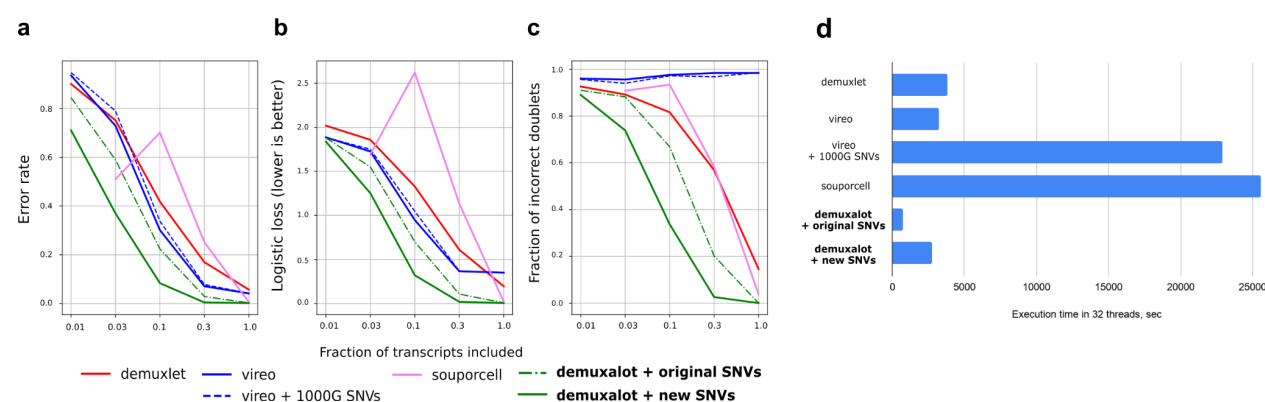 a
b
c
d
Error rate
0.8
0.6
0.4
0.2
0.0
0.01
0.03
0.1
0.3
1.0
Logistic loss (lower is better)
2.5
2.0
1.5
1.0
0.5
0.0
0.01
0.03
0.1
0.3
1.0
Fraction of incorrect doublets
1.0
0.8
0.6
0.4
0.2
0.0
0.01
0.03
0.1
0.3
1.0
Fraction of transcripts included
demuxlet
vireo
vireo + 1000G SNVs
souporcell
demuxalot + original SNVs
demuxalot + new SNVs
demuxlet
vireo
vireo
+ 1000G SNVs
souporcell
demuxalot
+ original SNVs
demuxalot
+ new SNVs
0
5000
10000
15000
20000
25000
Execution time in 32 threads, sec